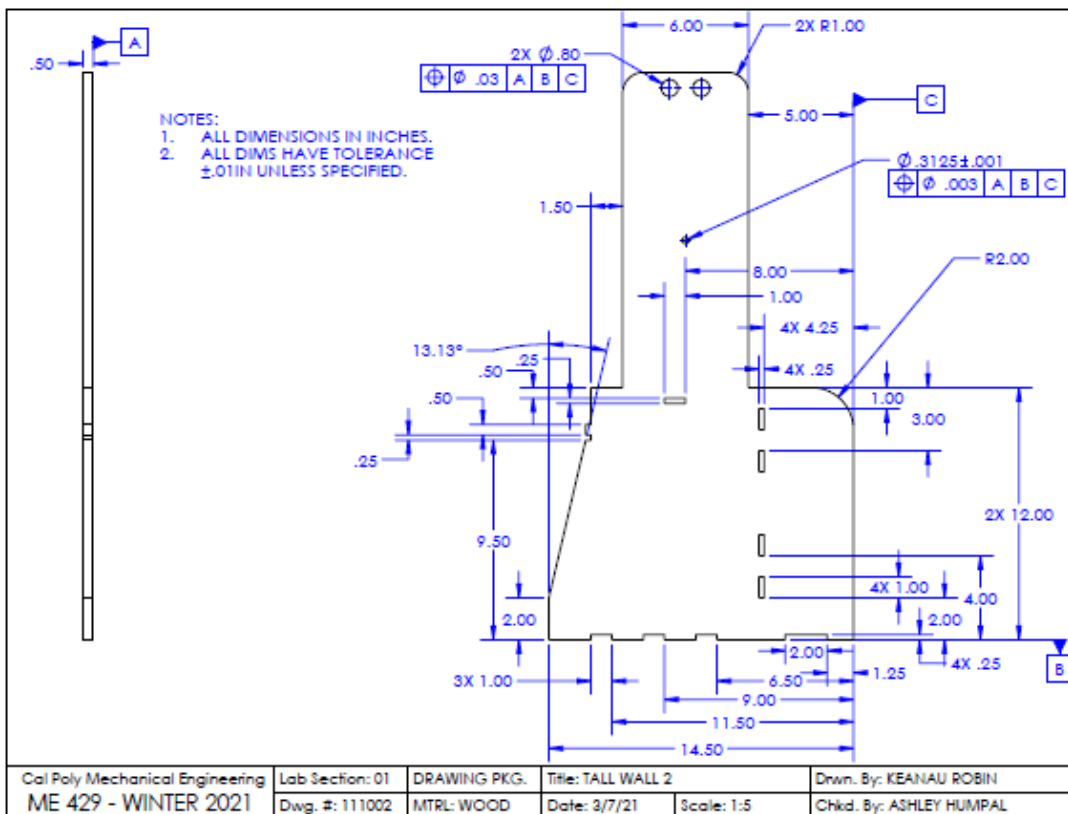 6.00
2X R1.00
A
.50
2X Ø .80
⌖ Ø .03 A B C
C
5.00
NOTES:
1. ALL DIMENSIONS IN INCHES.
2. ALL DIMS HAVE TOLERANCE
±.01IN UNLESS SPECIFIED.
Ø.3125±.001
⌖ Ø .003 A B C
1.50
R2.00
8.00
1.00
4X 4.25
13.13°
.25
.50
4X .25
1.00
3.00
.50
.25
2X 12.00
9.50
4X 1.00
4.00
2.00
2.00
2.00
4X .25
B
3X 1.00
6.50
1.25
9.00
11.50
14.50
Cal Poly Mechanical Engineering
ME 429 - WINTER 2021
Lab Section: 01
Dwg. #: 111002
DRAWING PKG.
MTRL: WOOD
Title: TALL WALL 2
Date: 3/7/21
Scale: 1:5
Drwn. By: KEANAU ROBIN
Chkd. By: ASHLEY HUMPAL